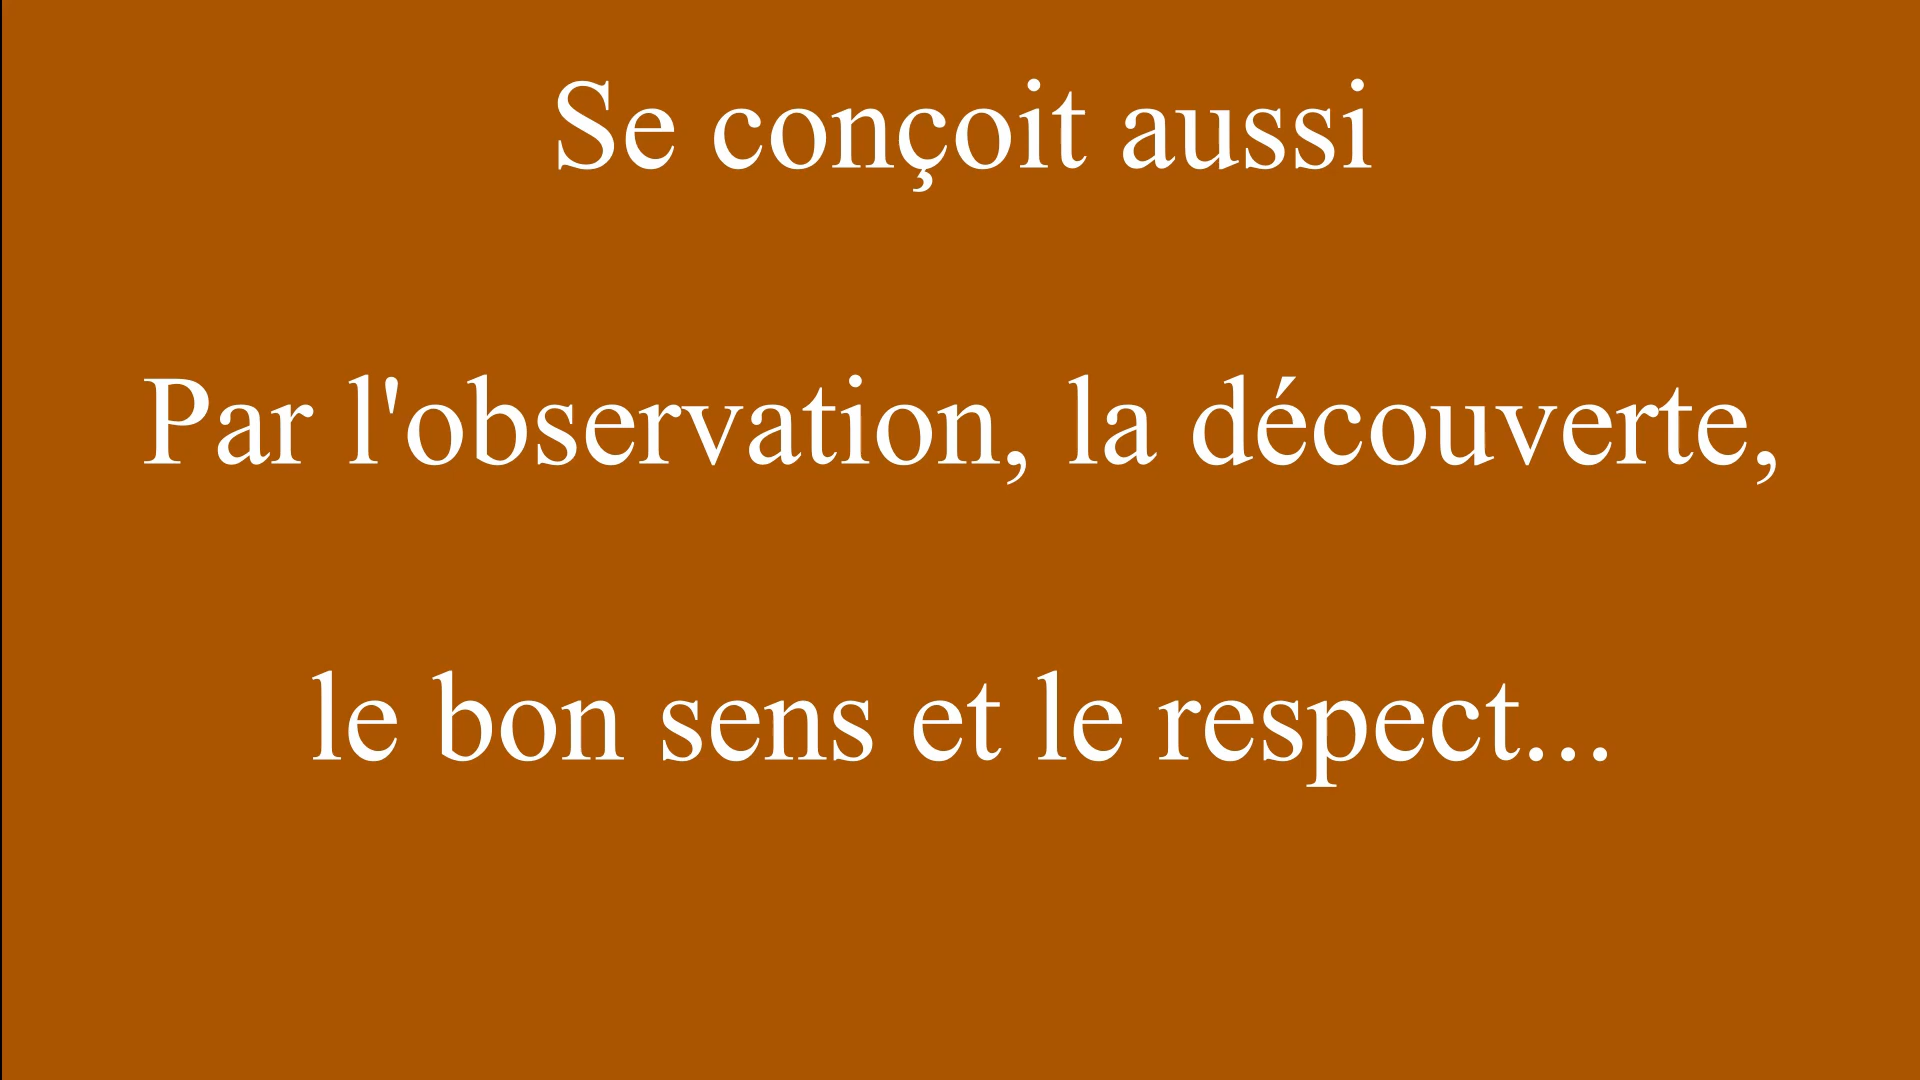 Se conçoit aussi
Par l'observation, la découverte,
le bon sens et le respect...